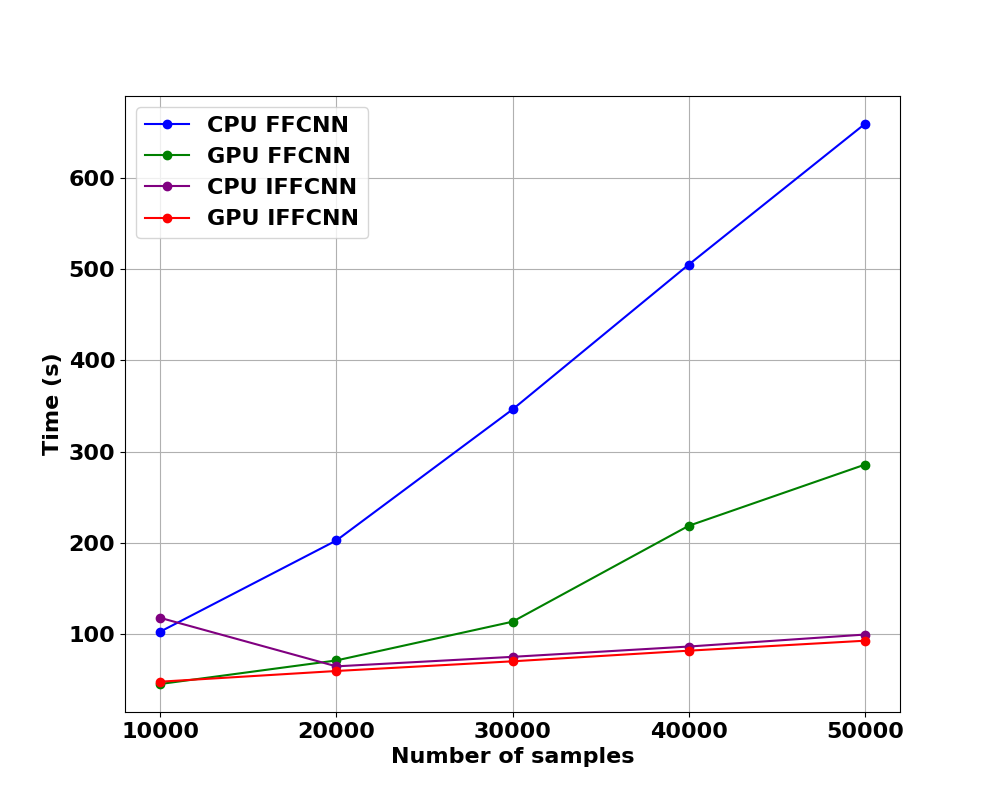 CPU FFCNN
GPU FFCNN
CPU IFFCNN
GPU IFFCNN
600
500
400
300
200
100
Time (s)
10000 20000 30000 40000 50000
Number of samples